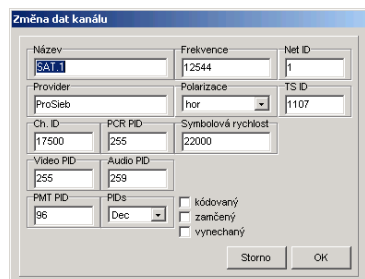 Změna dat kanálu
Název Frekvence Net ID
SAT.1 12544 1
Provider Polarizace TS ID
ProSieb hor 1107
Ch. ID PCR PID Symbolová rychlost
17500 255 22000
Video PID Audio PID
255 259
PMT PID PIDs
96 Dec
kódovaný
zamčený
vynechaný
Storno OK